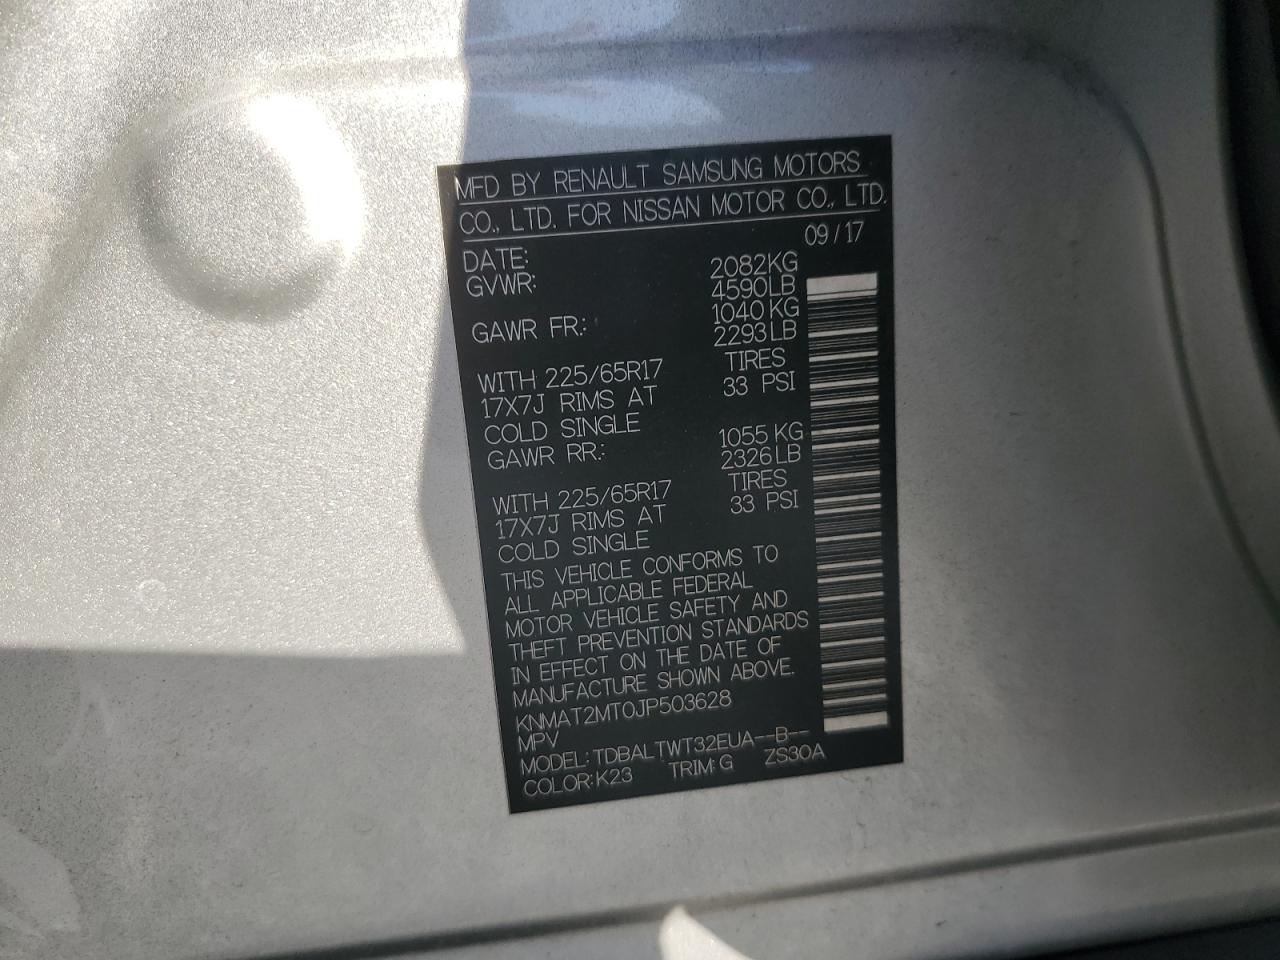 MFD BY RENAULT SAMSUNG MOTORS
CO., LTD. FOR NISSAN MOTOR CO., LTD.
DATE: 09/17
GVWR: 2082KG
4590LB
GAWR FR.: 1040KG
2293LB
WITH 225/65R17 TIRES
17X7J RIMS AT 33 PSI
COLD SINGLE
GAWR RR.: 1055KG
2326LB
WITH 225/65R17 TIRES
17X7J RIMS AT 33 PSI
COLD SINGLE
THIS VEHICLE CONFORMS TO
ALL APPLICABLE FEDERAL
MOTOR VEHICLE SAFETY AND
THEFT PREVENTION STANDARDS
IN EFFECT ON THE DATE OF
MANUFACTURE SHOWN ABOVE.
KNMAT2MT0JP503628
MPV
MODEL: TDBALTWT32EUA--B--
COLOR: K23 TRIM: G ZS30A